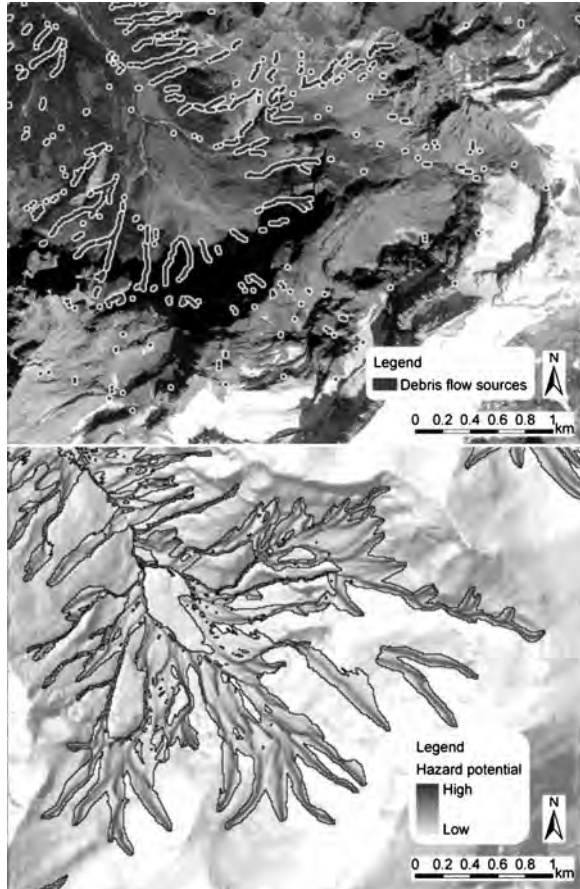 Legend
Debris flow sources
N
0 0.2 0.4 0.6 0.8 1
km
Legend
Hazard potential
High
Low
N
0 0.2 0.4 0.6 0.8 1
km